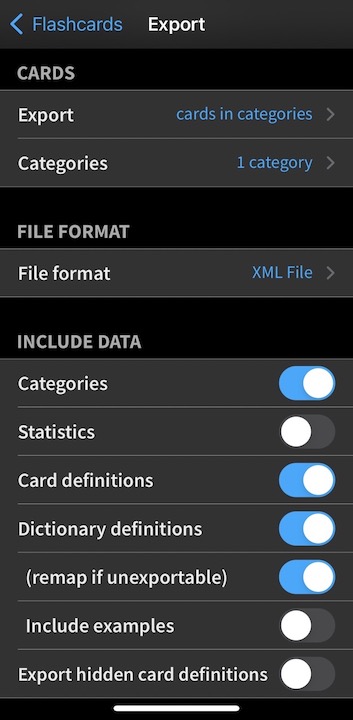 Flashcards Export
CARDS
Export cards in categories
Categories 1 category
FILE FORMAT
File format XML File
INCLUDE DATA
Categories
Statistics
Card definitions
Dictionary definitions
(remap if unexportable)
Include examples
Export hidden card definitions